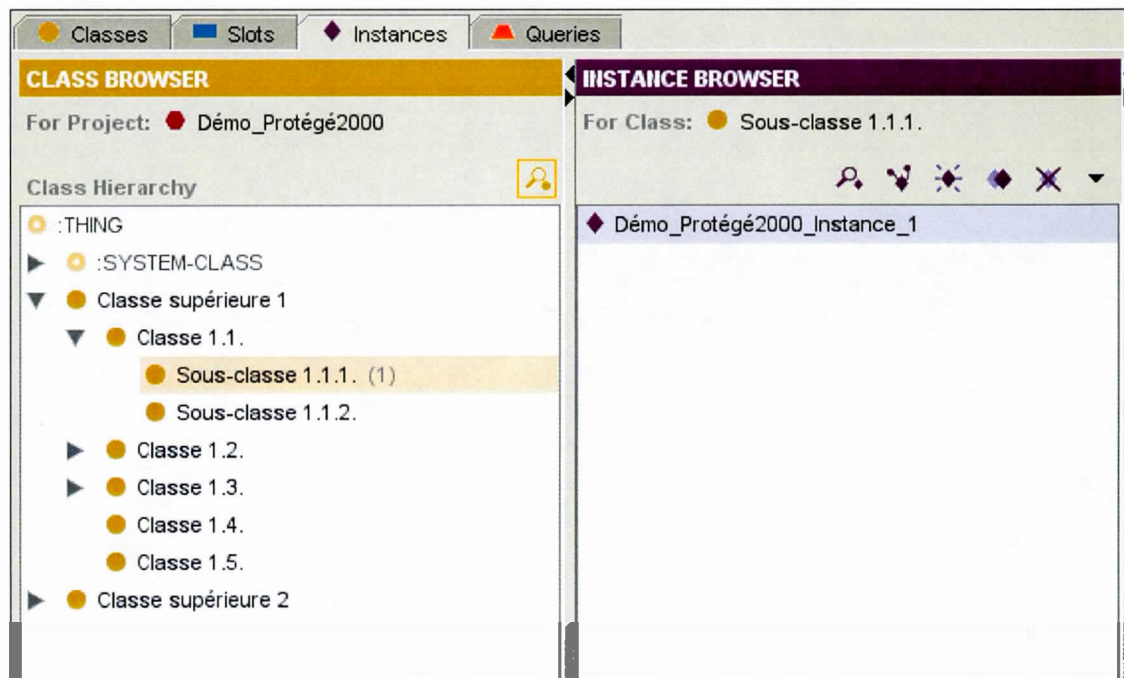 Classes Slots Instances Queries
CLASS BROWSER
For Project: Démo_Protégé2000
Class Hierarchy
:THING
:SYSTEM-CLASS
Classe supérieure 1
Classe 1.1.
Sous-classe 1.1.1. (1)
Sous-classe 1.1.2.
Classe 1.2.
Classe 1.3.
Classe 1.4.
Classe 1.5.
Classe supérieure 2
INSTANCE BROWSER
For Class: Sous-classe 1.1.1.
Démo_Protégé2000_Instance_1